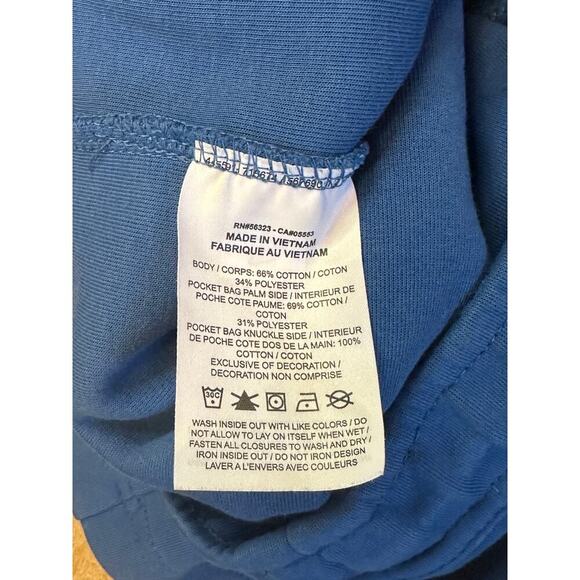 RN#56323 - CA#05553
MADE IN VIETNAM
FABRIQUE AU VIETNAM
BODY / CORPS: 66% COTTON / COTON
34% POLYESTER
POCKET BAG PALM SIDE / INTERIEUR DE
POCHE COTE PAUME: 69% COTTON /
COTON
31% POLYESTER
POCKET BAG KNUCKLE SIDE / INTERIEUR
DE POCHE COTE DOS DE LA MAIN: 100%
COTTON / COTON
EXCLUSIVE OF DECORATION /
DECORATION NON COMPRISE
30C
WASH INSIDE OUT WITH LIKE COLORS / DO
NOT ALLOW TO LAY ON ITSELF WHEN WET /
FASTEN ALL CLOSURES TO WASH AND DRY /
IRON INSIDE OUT / DO NOT IRON DESIGN
LAVER A L'ENVERS AVEC COULEURS